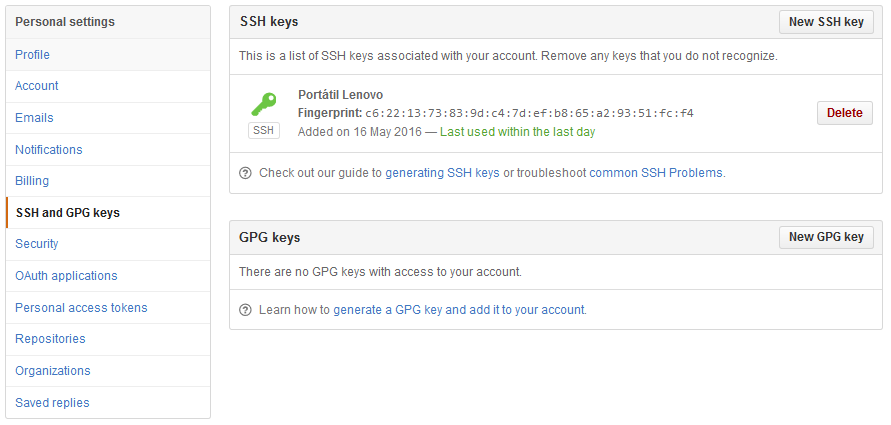 Personal settings
Profile
Account
Emails
Notifications
Billing
SSH and GPG keys
Security
OAuth applications
Personal access tokens
Repositories
Organizations
Saved replies
SSH keys
New SSH key
This is a list of SSH keys associated with your account. Remove any keys that you do not recognize.
Portátil Lenovo
Fingerprint: c6:22:13:73:83:9d:c4:7d:ef:b8:65:a2:93:51:fc:f4
SSH
Added on 16 May 2016 — Last used within the last day
Delete
Check out our guide to generating SSH keys or troubleshoot common SSH Problems.
GPG keys
New GPG key
There are no GPG keys with access to your account.
Learn how to generate a GPG key and add it to your account.